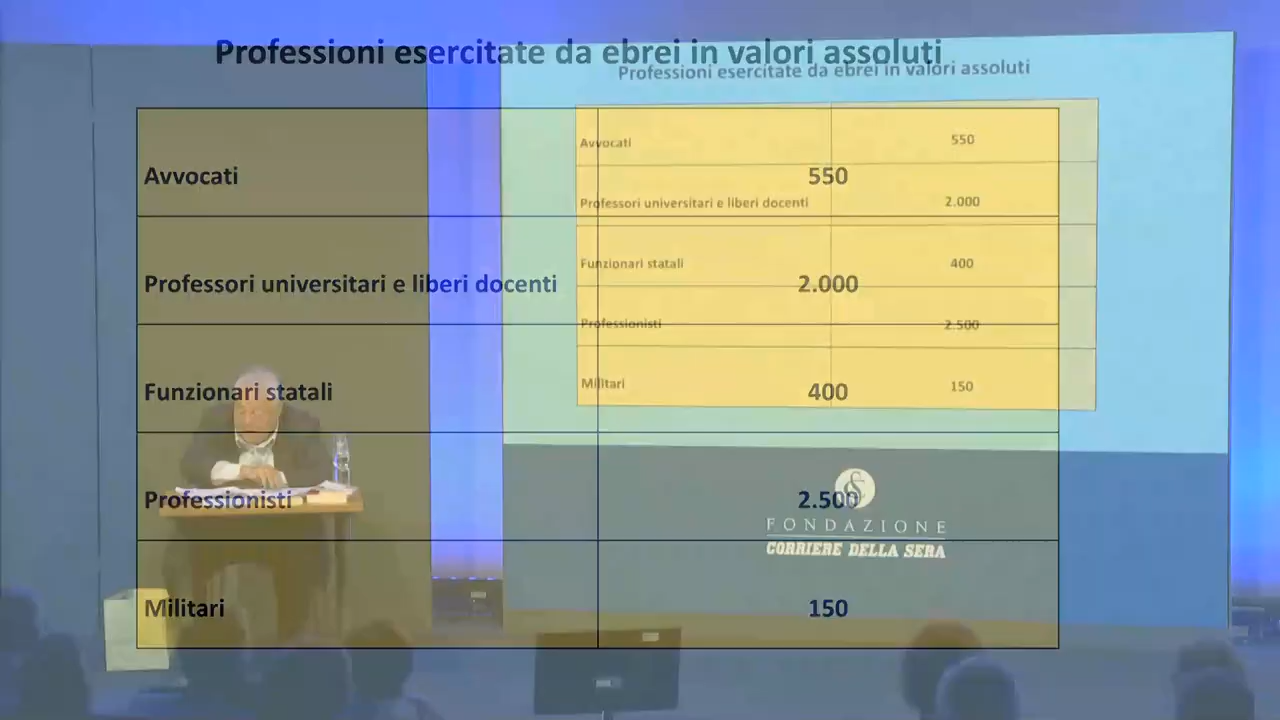 Professioni esercitate da ebrei in valori assoluti
Avvocati 550
Professori universitari e liberi docenti 2.000
Funzionari statali 400
Professionisti 2.500
Militari 150
Professioni esercitate da ebrei in valori assoluti
Avvocati 550
Professori universitari e liberi docenti 2.000
Funzionari statali 400
Professionisti 2.500
Militari 150
FONDAZIONE
CORRIERE DELLA SERA